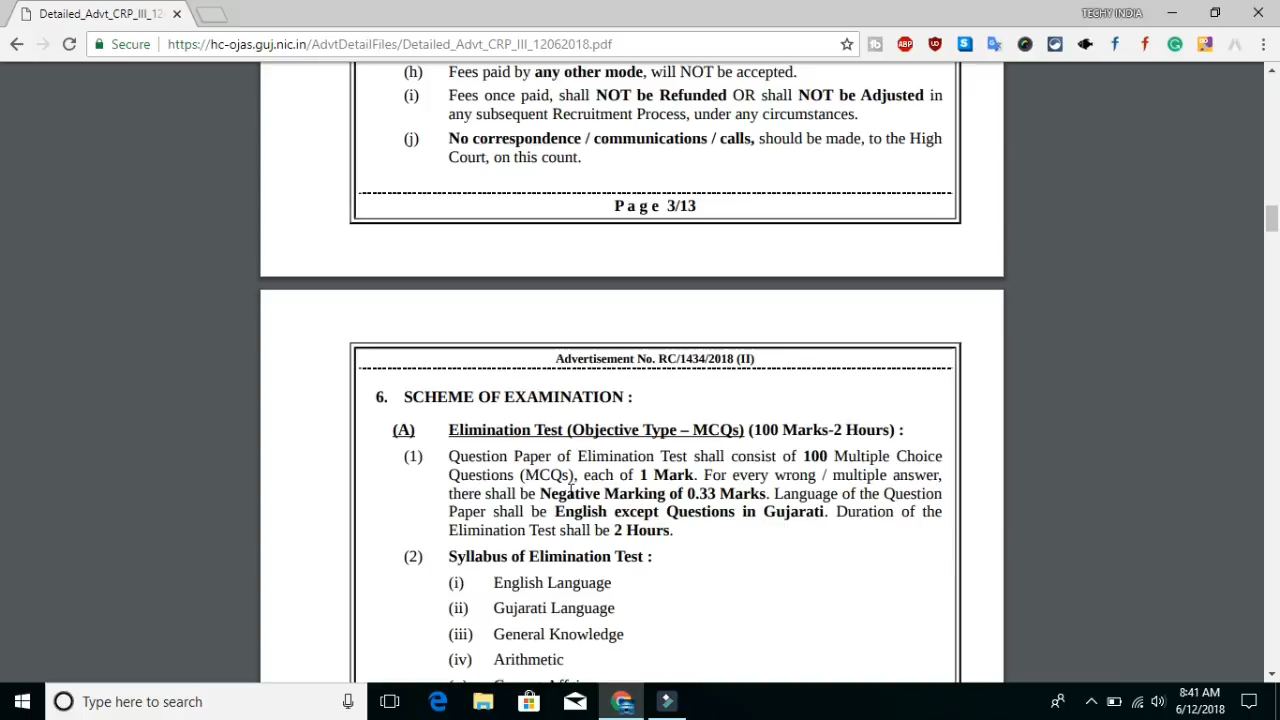 Detailed_Advt_CRP_III_12
TECHY INDIA
Secure
https://hc-ojas.guj.nic.in/AdvtDetailFiles/Detailed_Advt_CRP_III_12062018.pdf
(h) Fees paid by any other mode, will NOT be accepted.
(i) Fees once paid, shall NOT be Refunded OR shall NOT be Adjusted in
any subsequent Recruitment Process, under any circumstances.
(j) No correspondence / communications / calls, should be made, to the High
Court, on this count.
P a g e 3/13
Advertisement No. RC/1434/2018 (II)
6. SCHEME OF EXAMINATION :
(A) Elimination Test (Objective Type – MCQs) (100 Marks-2 Hours) :
(1) Question Paper of Elimination Test shall consist of 100 Multiple Choice
Questions (MCQs), each of 1 Mark. For every wrong / multiple answer,
there shall be Negative Marking of 0.33 Marks. Language of the Question
Paper shall be English except Questions in Gujarati. Duration of the
Elimination Test shall be 2 Hours.
(2) Syllabus of Elimination Test :
(i) English Language
(ii) Gujarati Language
(iii) General Knowledge
(iv) Arithmetic
Type here to search
8:41 AM
6/12/2018